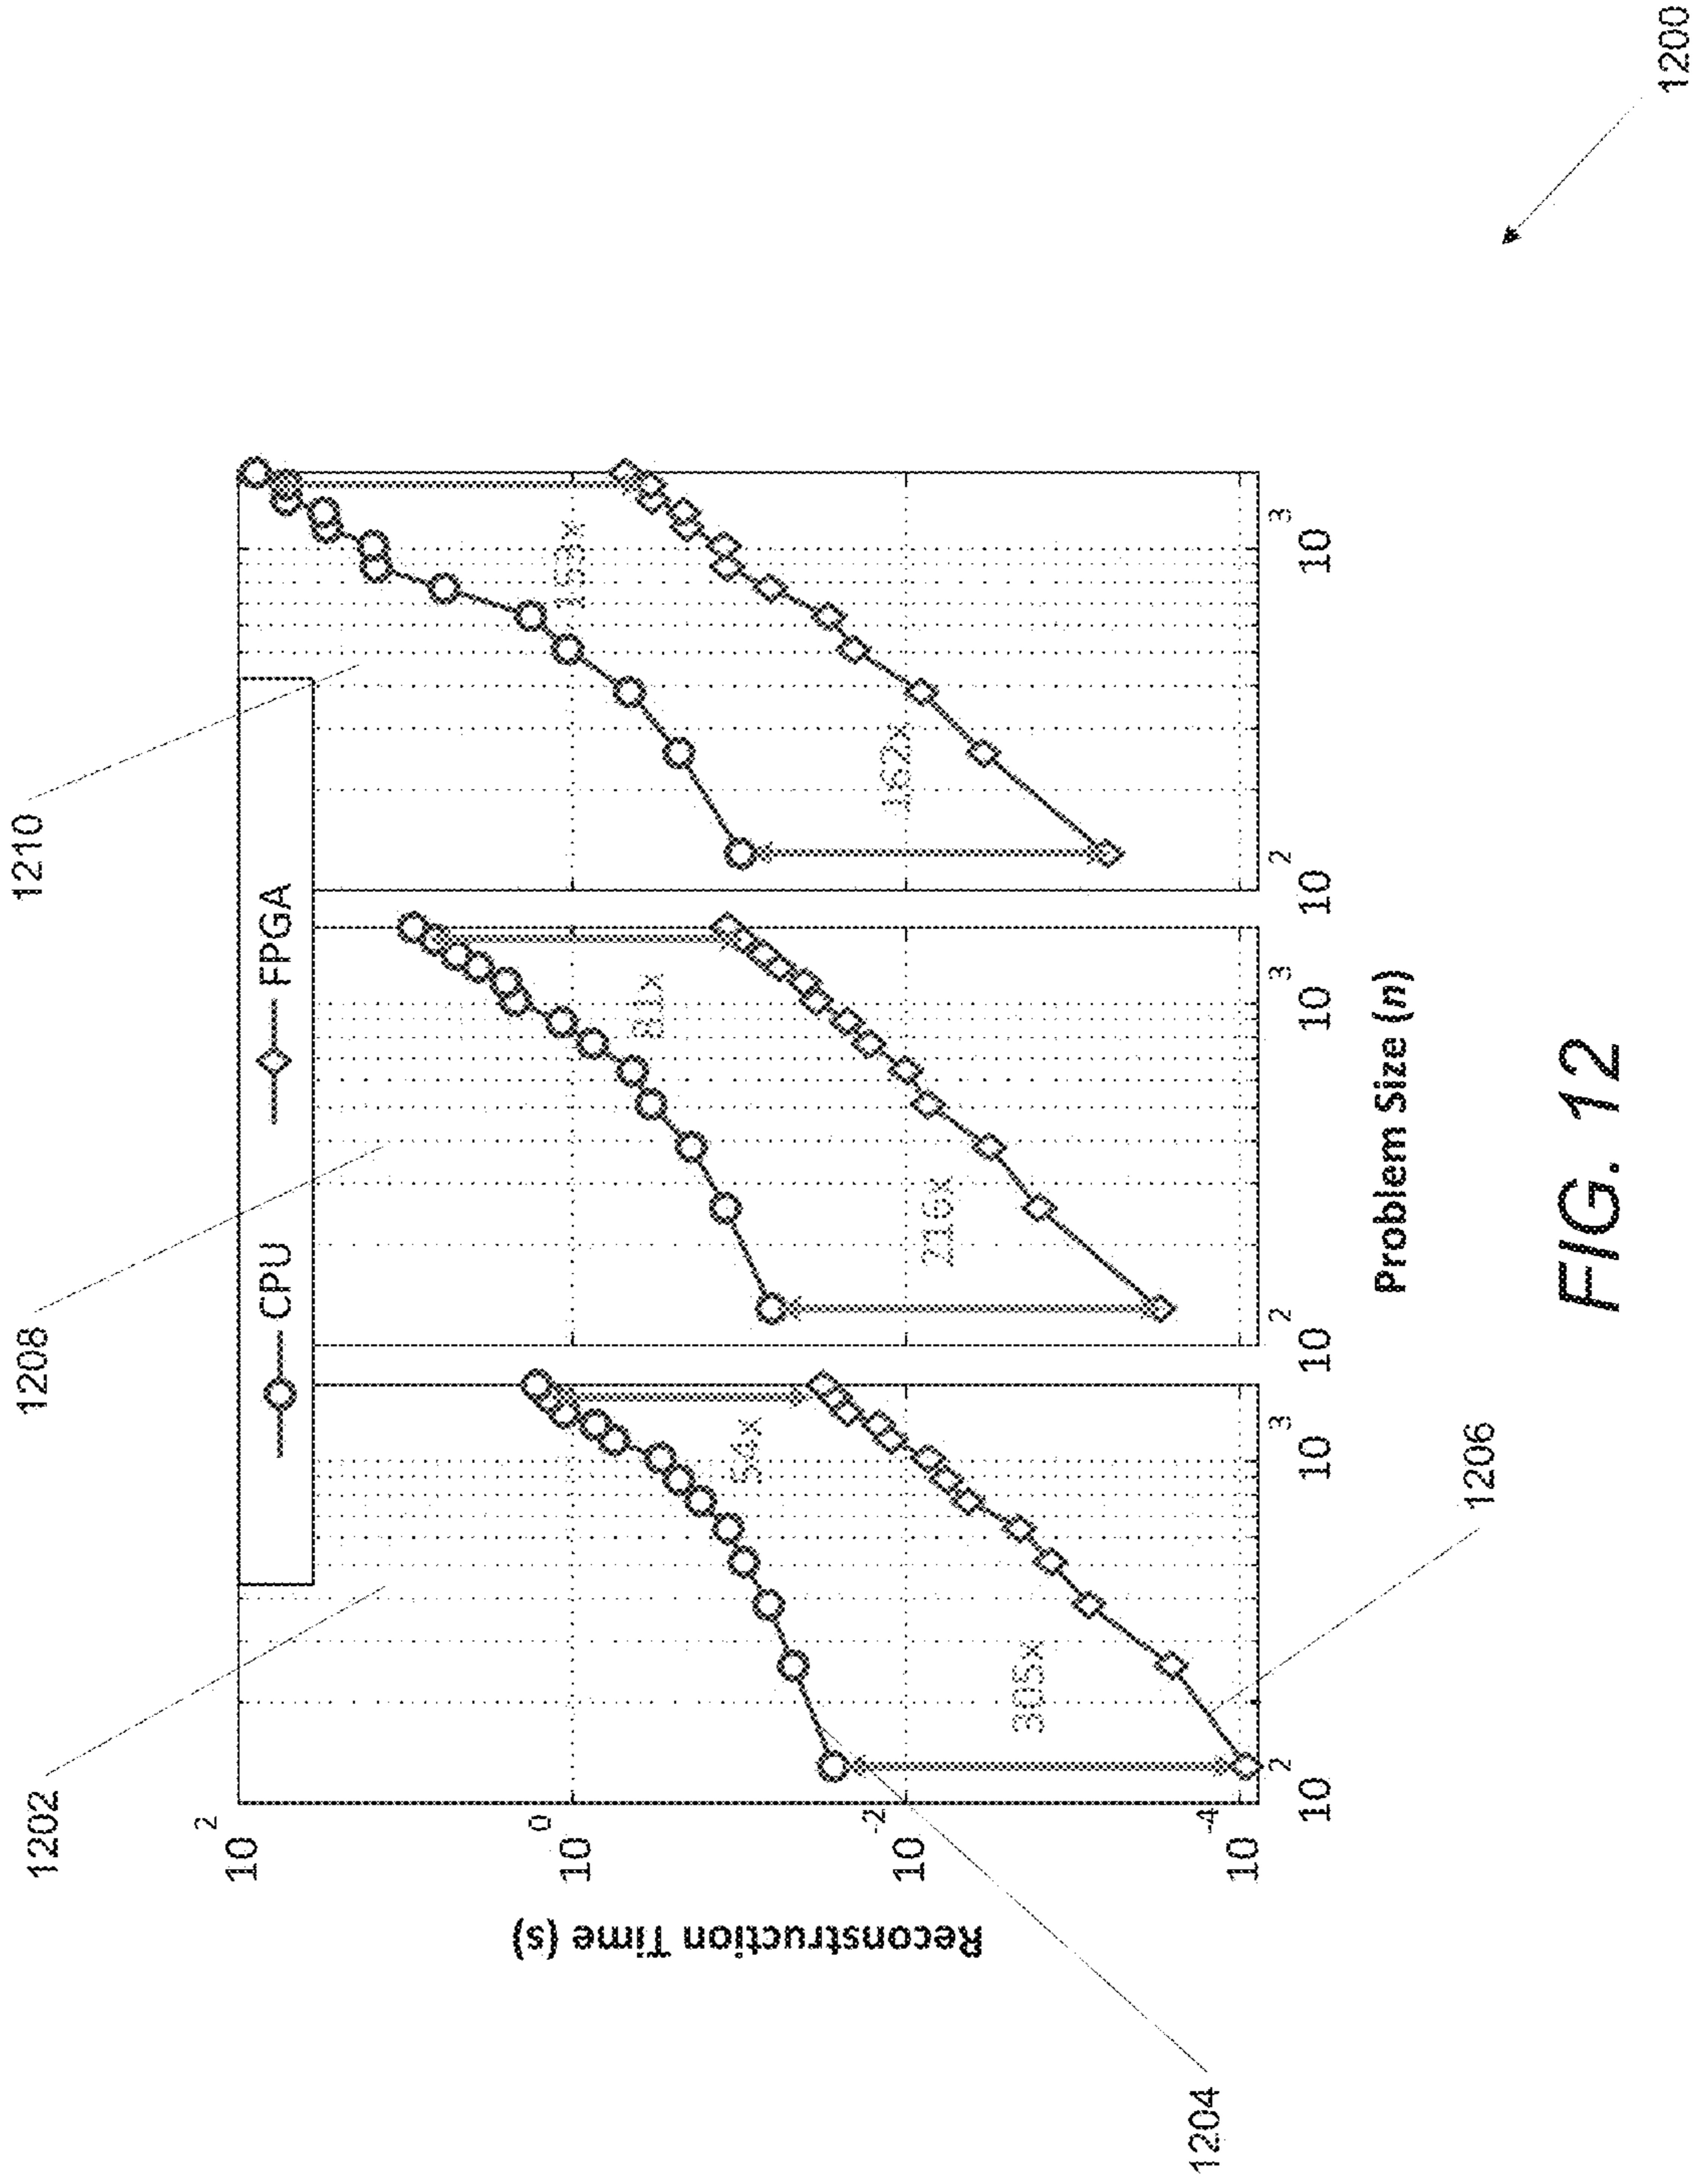 1202
1208
1210
CPU
FPGA
10 2
10 0
10 -2
10 -4
Reconstruction Time (s)
305x
54x
216x
81x
162x
153x
10 2
10 3
10 2
10 3
10 2
10 3
Problem Size (n)
1204
1206
FIG. 12
1200